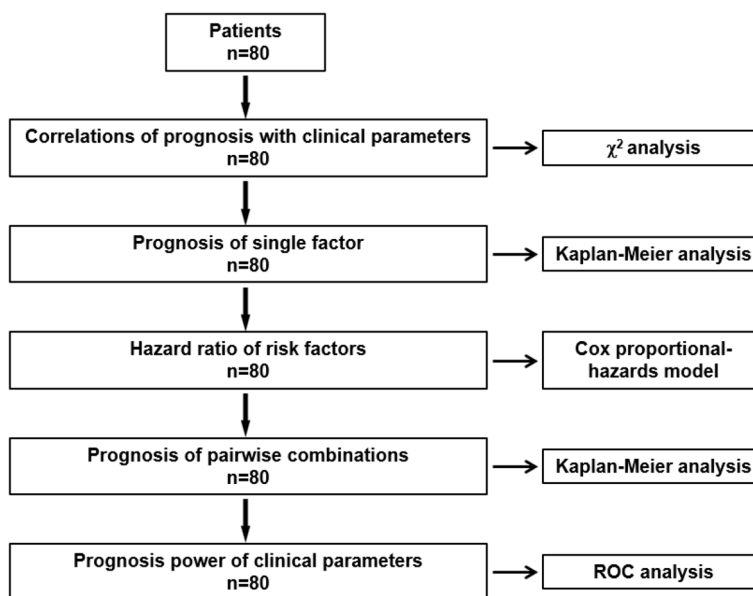 Patients
n=80
Correlations of prognosis with clinical parameters
n=80
χ² analysis
Prognosis of single factor
n=80
Kaplan-Meier analysis
Hazard ratio of risk factors
n=80
Cox proportional-
hazards model
Prognosis of pairwise combinations
n=80
Kaplan-Meier analysis
Prognosis power of clinical parameters
n=80
ROC analysis